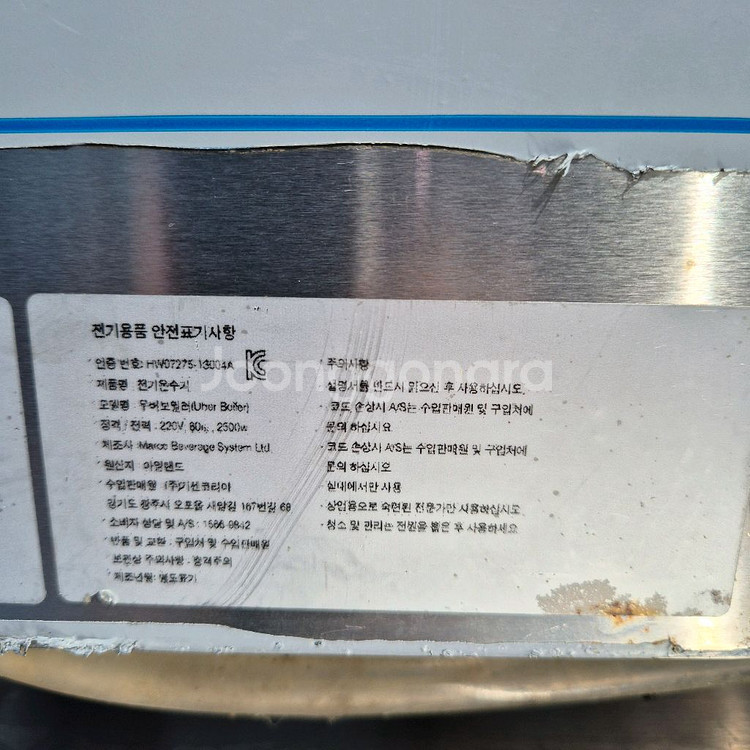 전기용품 안전표기사항
인증 번호: HW07275-13004A
제품명 : 전기온수기
모델명 : 우버보일러(Uber Boiler)
정격 / 전력 : 220V, 60Hz, 2500w
제조사 : Marco Beverage System Ltd.
원산지 : 아일랜드
수입판매원 : (주)기센코리아
경기도 광주시 오포읍 새양길 167번길 68
소비자 상담 및 A/S : 1566-0942
반품 및 교환 : 구입처 및 수입판매원
보관상 주의사항 : 충격주의
제조년월: 별도표기
주의사항
설명서를 반드시 읽으신 후 사용하십시오.
· 코드 손상시 A/S는 수입판매원 및 구입처에
문의 하십시요
· 코드 손상시 A/S는 수입판매원 및 구입처에
문의 하십시오
실내에서만 사용
· 상업용으로 숙련된 전문가만 사용하십시오
· 청소 및 관리는 전원을 뽑은 후 사용하세요
Joonggonara